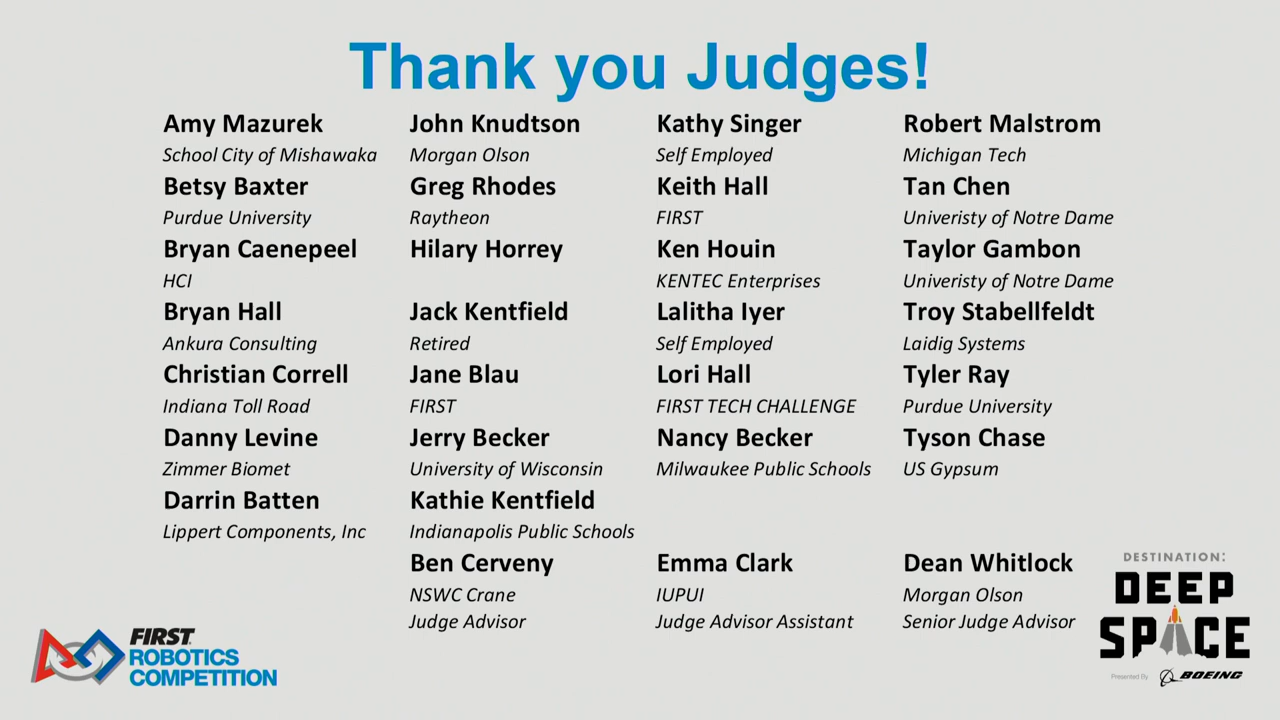 Thank you Judges!
Amy Mazurek
School City of Mishawaka
Betsy Baxter
Purdue University
Bryan Caenepeel
HCI
Bryan Hall
Ankura Consulting
Christian Correll
Indiana Toll Road
Danny Levine
Zimmer Biomet
Darrin Batten
Lippert Components, Inc
John Knudtson
Morgan Olson
Greg Rhodes
Raytheon
Hilary Horrey
Jack Kentfield
Retired
Jane Blau
FIRST
Jerry Becker
University of Wisconsin
Kathie Kentfield
Indianapolis Public Schools
Ben Cerveny
NSWC Crane
Judge Advisor
Kathy Singer
Self Employed
Keith Hall
FIRST
Ken Houin
KENTEC Enterprises
Lalitha Iyer
Self Employed
Lori Hall
FIRST TECH CHALLENGE
Nancy Becker
Milwaukee Public Schools
Emma Clark
IUPUI
Judge Advisor Assistant
Robert Malstrom
Michigan Tech
Tan Chen
Univeristy of Notre Dame
Taylor Gambon
Univeristy of Notre Dame
Troy Stabellfeldt
Laidig Systems
Tyler Ray
Purdue University
Tyson Chase
US Gypsum
Dean Whitlock
Morgan Olson
Senior Judge Advisor
FIRST
ROBOTICS
COMPETITION
DESTINATION:
DEEP
SPACE
Presented By BOEING